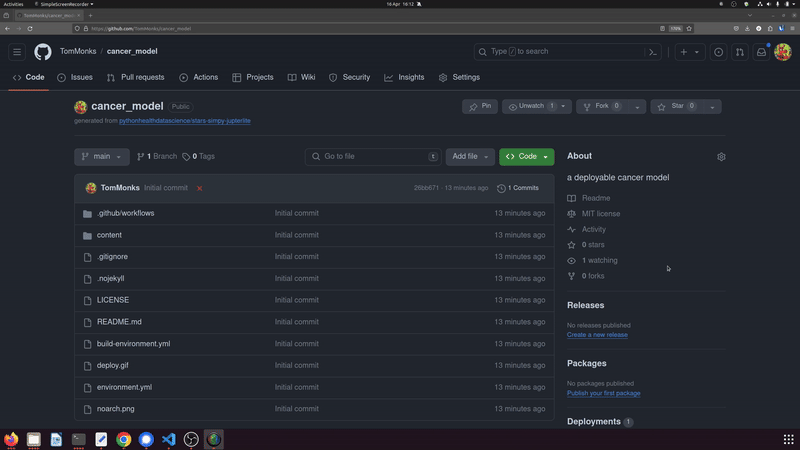 Activities SimpleScreenRecorder 16 Apr 16:12
TomMonks/cancer_model
https://github.com/TomMonks/cancer_model 170%
TomMonks / cancer_model Type / to search
Code Issues Pull requests Actions Projects Wiki Security Insights Settings
cancer_model Public Pin Unwatch 1 Fork 0 Star 0
generated from pythonhealthdatascience/stars-simpy-jupterlite
main 1 Branch 0 Tags Go to file t Add file Code
About
a deployable cancer model
Readme
MIT license
Activity
0 stars
1 watching
0 forks
Releases
No releases published
Create a new release
Packages
No packages published
Publish your first package
Deployments 1
TomMonks Initial commit 26bb671 · 13 minutes ago 1 Commits
.github/workflows Initial commit 13 minutes ago
content Initial commit 13 minutes ago
.gitignore Initial commit 13 minutes ago
.nojekyll Initial commit 13 minutes ago
LICENSE Initial commit 13 minutes ago
README.md Initial commit 13 minutes ago
build-environment.yml Initial commit 13 minutes ago
deploy.gif Initial commit 13 minutes ago
environment.yml Initial commit 13 minutes ago
noarch.png Initial commit 13 minutes ago